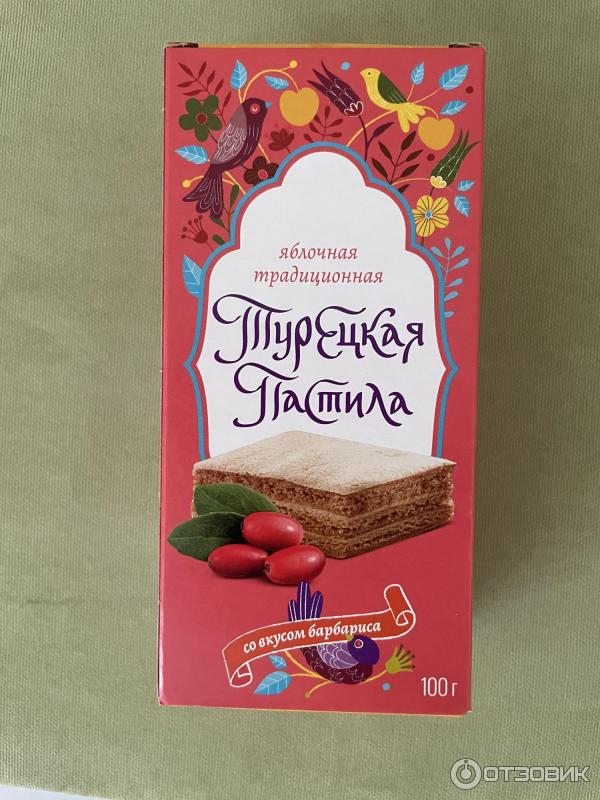 яблочная
традиционная
Турецкая
Пастила
со вкусом барбариса
100 г
ОТЗОВИК